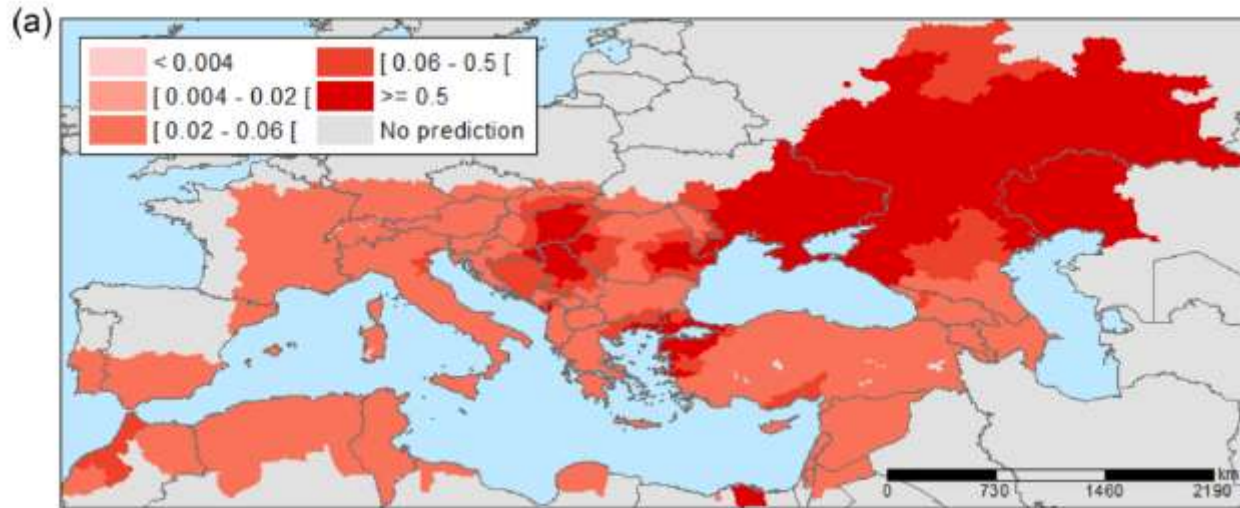 (a)
< 0.004
[ 0.004 - 0.02 [
[ 0.02 - 0.06 [
[ 0.06 - 0.5 [
>= 0.5
No prediction
km
0 730 1460 2190